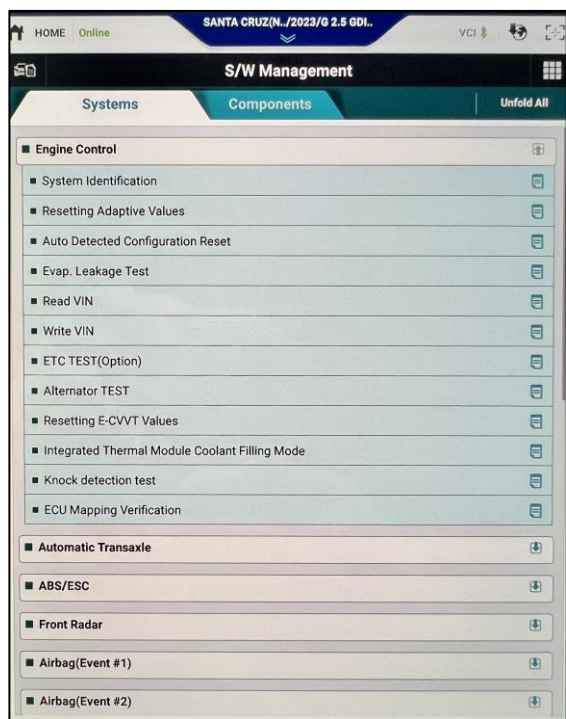 HOME Online SANTA CRUZ(N../2023/G 2.5 GDI.. VCI
S/W Management
Systems Components Unfold All
Engine Control
System Identification
Resetting Adaptive Values
Auto Detected Configuration Reset
Evap. Leakage Test
Read VIN
Write VIN
ETC TEST(Option)
Alternator TEST
Resetting E-CVVT Values
Integrated Thermal Module Coolant Filling Mode
Knock detection test
ECU Mapping Verification
Automatic Transaxle
ABS/ESC
Front Radar
Airbag(Event #1)
Airbag(Event #2)